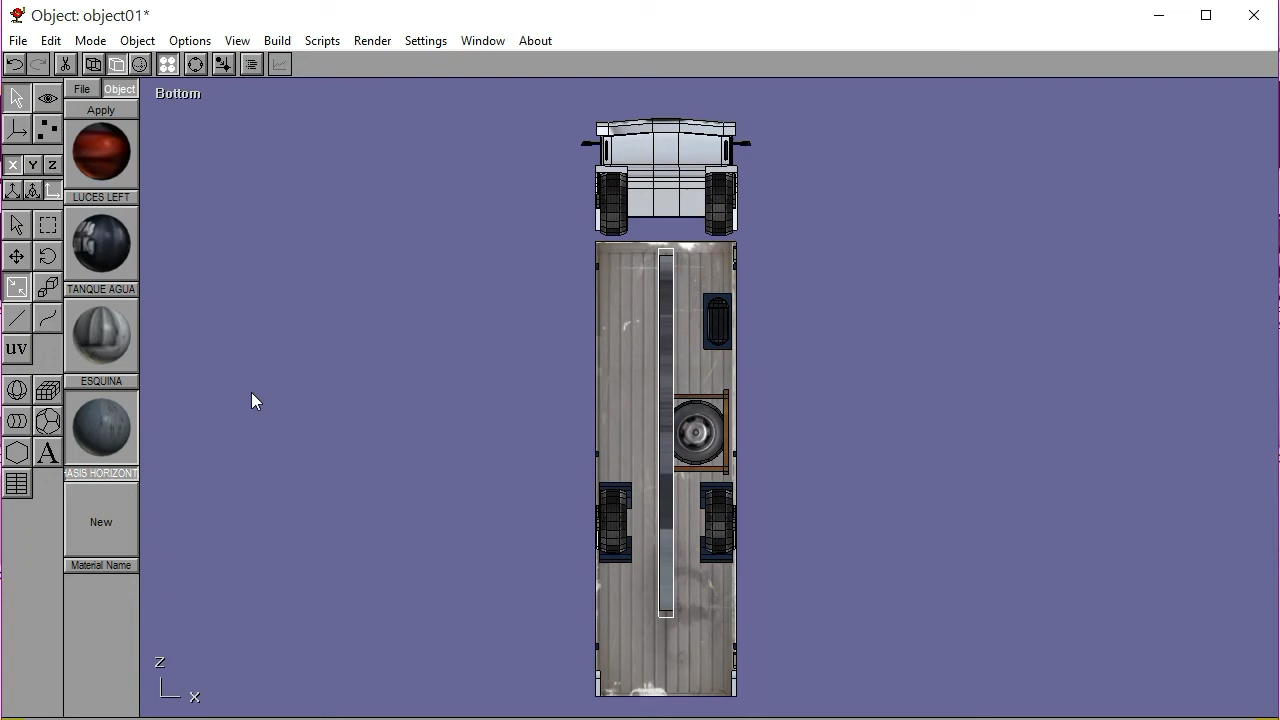 Object: object01*
File Edit Mode Object Options View Build Scripts Render Settings Window About
File Object
Bottom
Apply
LUCES LEFT
X Y Z
TANQUE AGUA
UV
ESQUINA
A
ASIS HORIZONT
New
Material Name
Z
X